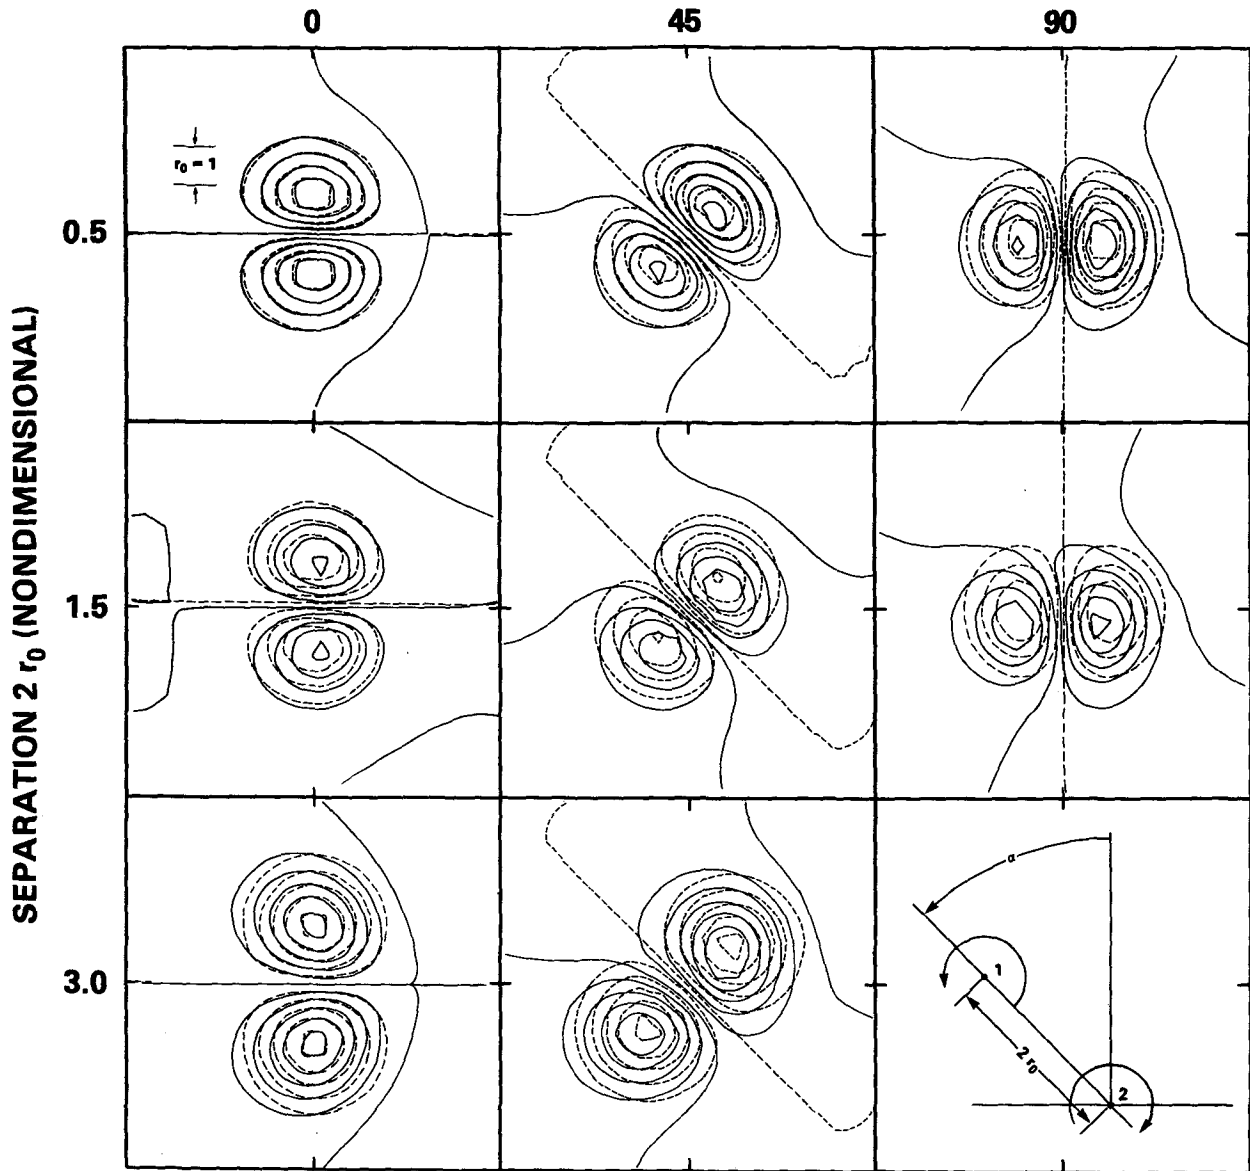 0 45 90
r₀ = 1
0.5
SEPARATION 2 r₀ (NONDIMENSIONAL)
1.5
3.0
α
1
2 r₀
2